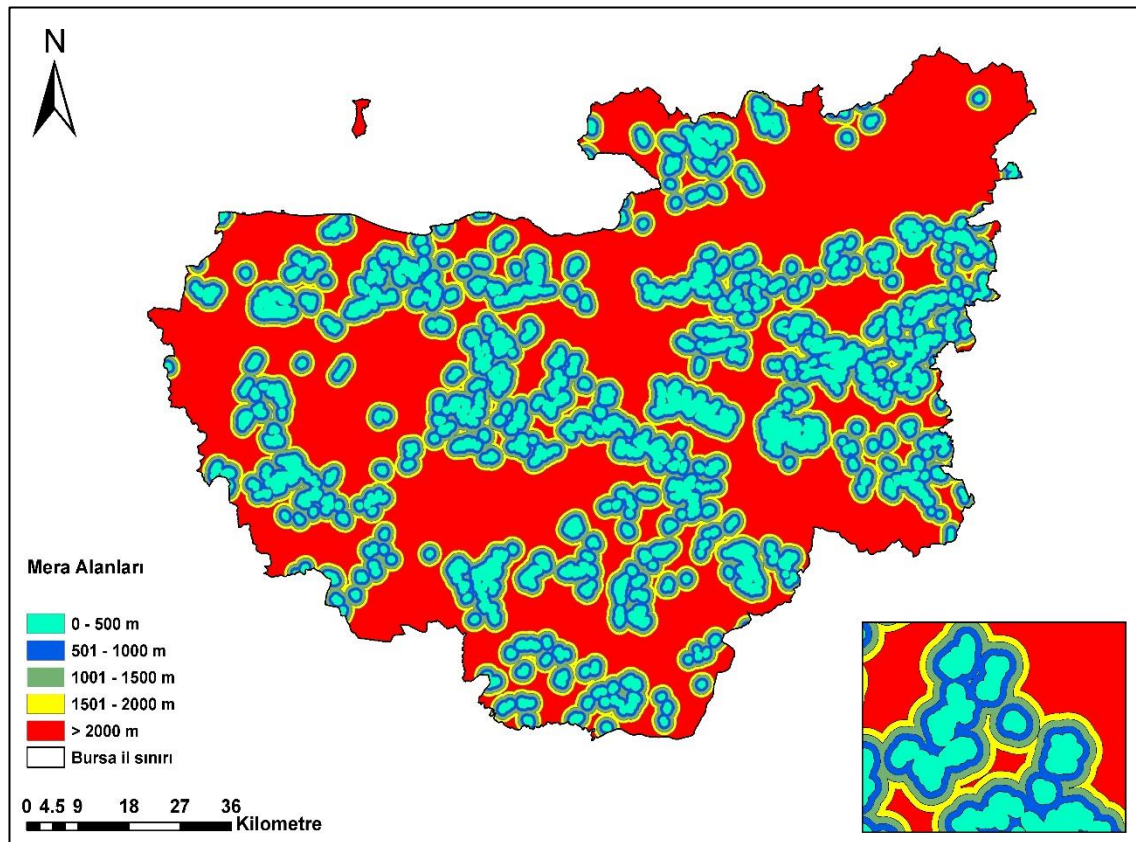 N
Mera Alanları
0 - 500 m
501 - 1000 m
1001 - 1500 m
1501 - 2000 m
> 2000 m
Bursa il sınırı
0 4.5 9 18 27 36
Kilometre